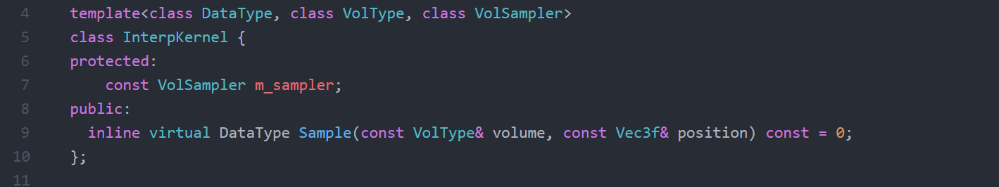 4 template<class DataType, class VolType, class VolSampler>
5 class InterpKernel {
6 protected:
7     const VolSampler m_sampler;
8 public:
9   inline virtual DataType Sample(const VolType& volume, const Vec3f& position) const = 0;
10 };
11